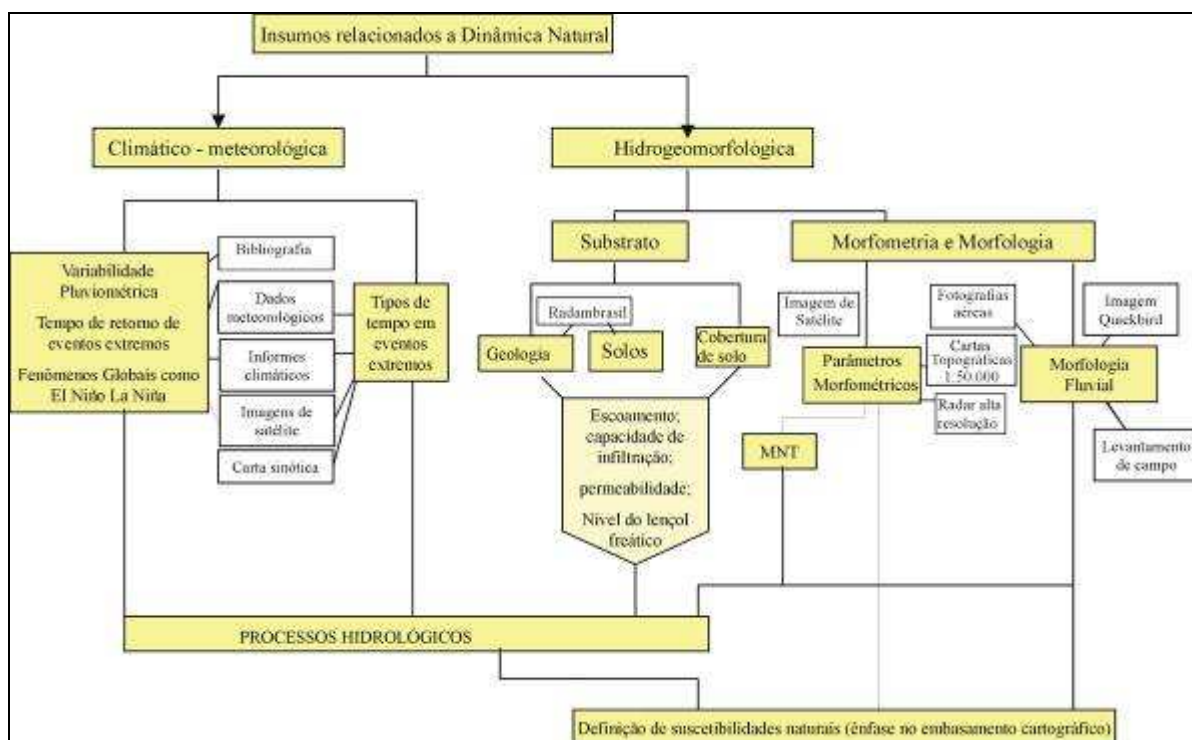 Insumos relacionados a Dinâmica Natural
Climático - meteorológica
Hidrogeomorfológica
Variabilidade
Pluviométrica
Tempo de retorno de
eventos extremos
Fenômenos Globais como
El Niño La Niña
Bibliografia
Dados
meteorológicos
Informes
climáticos
Imagens de
satélite
Carta sinótica
Tipos de
tempo em
eventos
extremos
Substrato
Radambrasil
Geologia
Solos
Cobertura
de solo
Escoamento;
capacidade de
infiltração;
permeabilidade;
Nível do lençol
freático
Morfometria e Morfologia
Imagem de
Satélite
Parâmetros
Morfométricos
Fotografias
aéreas
Cartas
Topográficas
1:50.000
Radar alta
resolução
Imagem
Quickbird
Morfologia
Fluvial
Levantamento
de campo
MNT
PROCESSOS HIDROLÓGICOS
Definição de suscetibilidades naturais (ênfase no embasamento cartográfico)